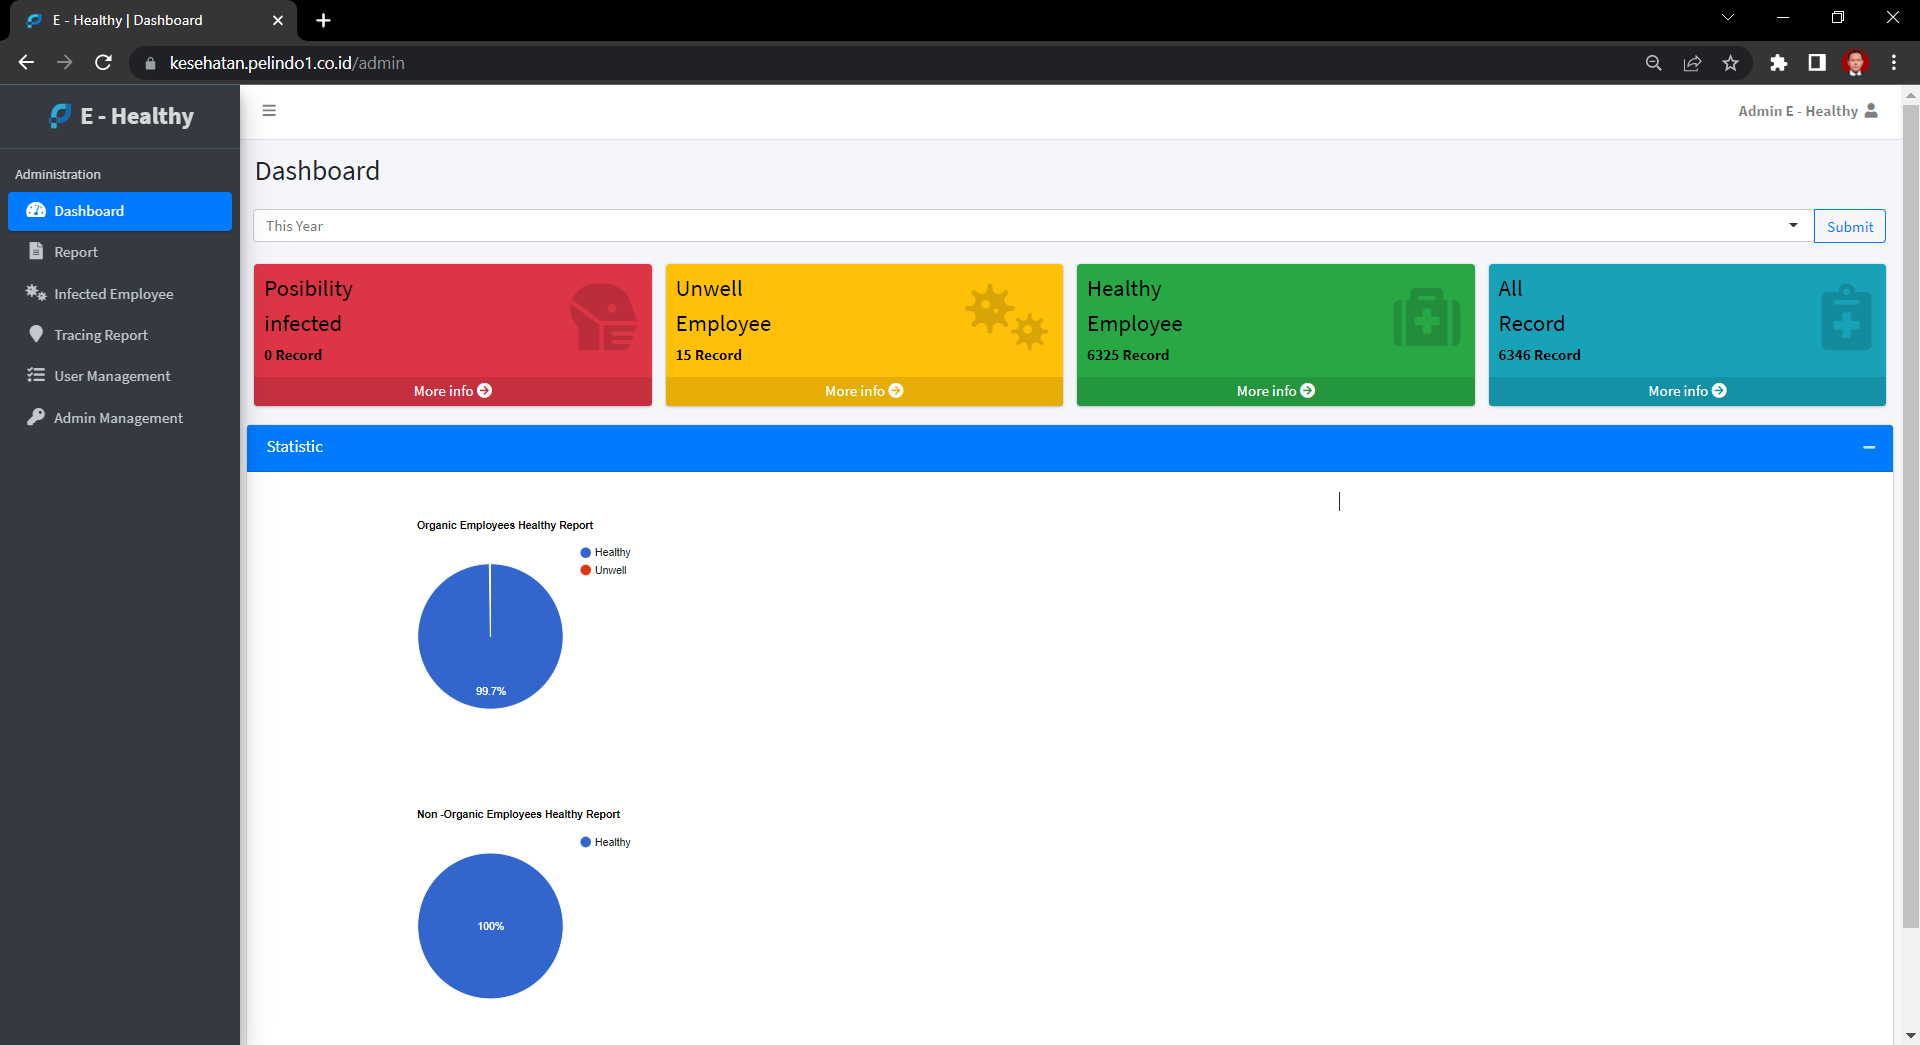 E - Healthy | Dashboard
kesehatan.pelindo1.co.id/admin
E - Healthy
Admin E - Healthy
Administration
Dashboard
Report
Infected Employee
Tracing Report
User Management
Admin Management
Dashboard
This Year
Submit
Posibility
infected
0 Record
More info
Unwell
Employee
15 Record
More info
Healthy
Employee
6325 Record
More info
All
Record
6346 Record
More info
Statistic
Organic Employees Healthy Report
Healthy
Unwell
99.7%
Non -Organic Employees Healthy Report
Healthy
100%